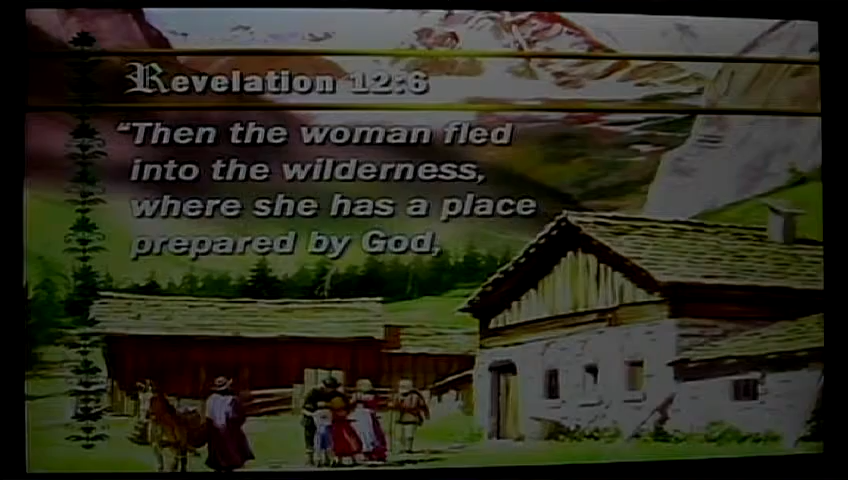 Revelation 12:6
“Then the woman fled
into the wilderness,
where she has a place
prepared by God,